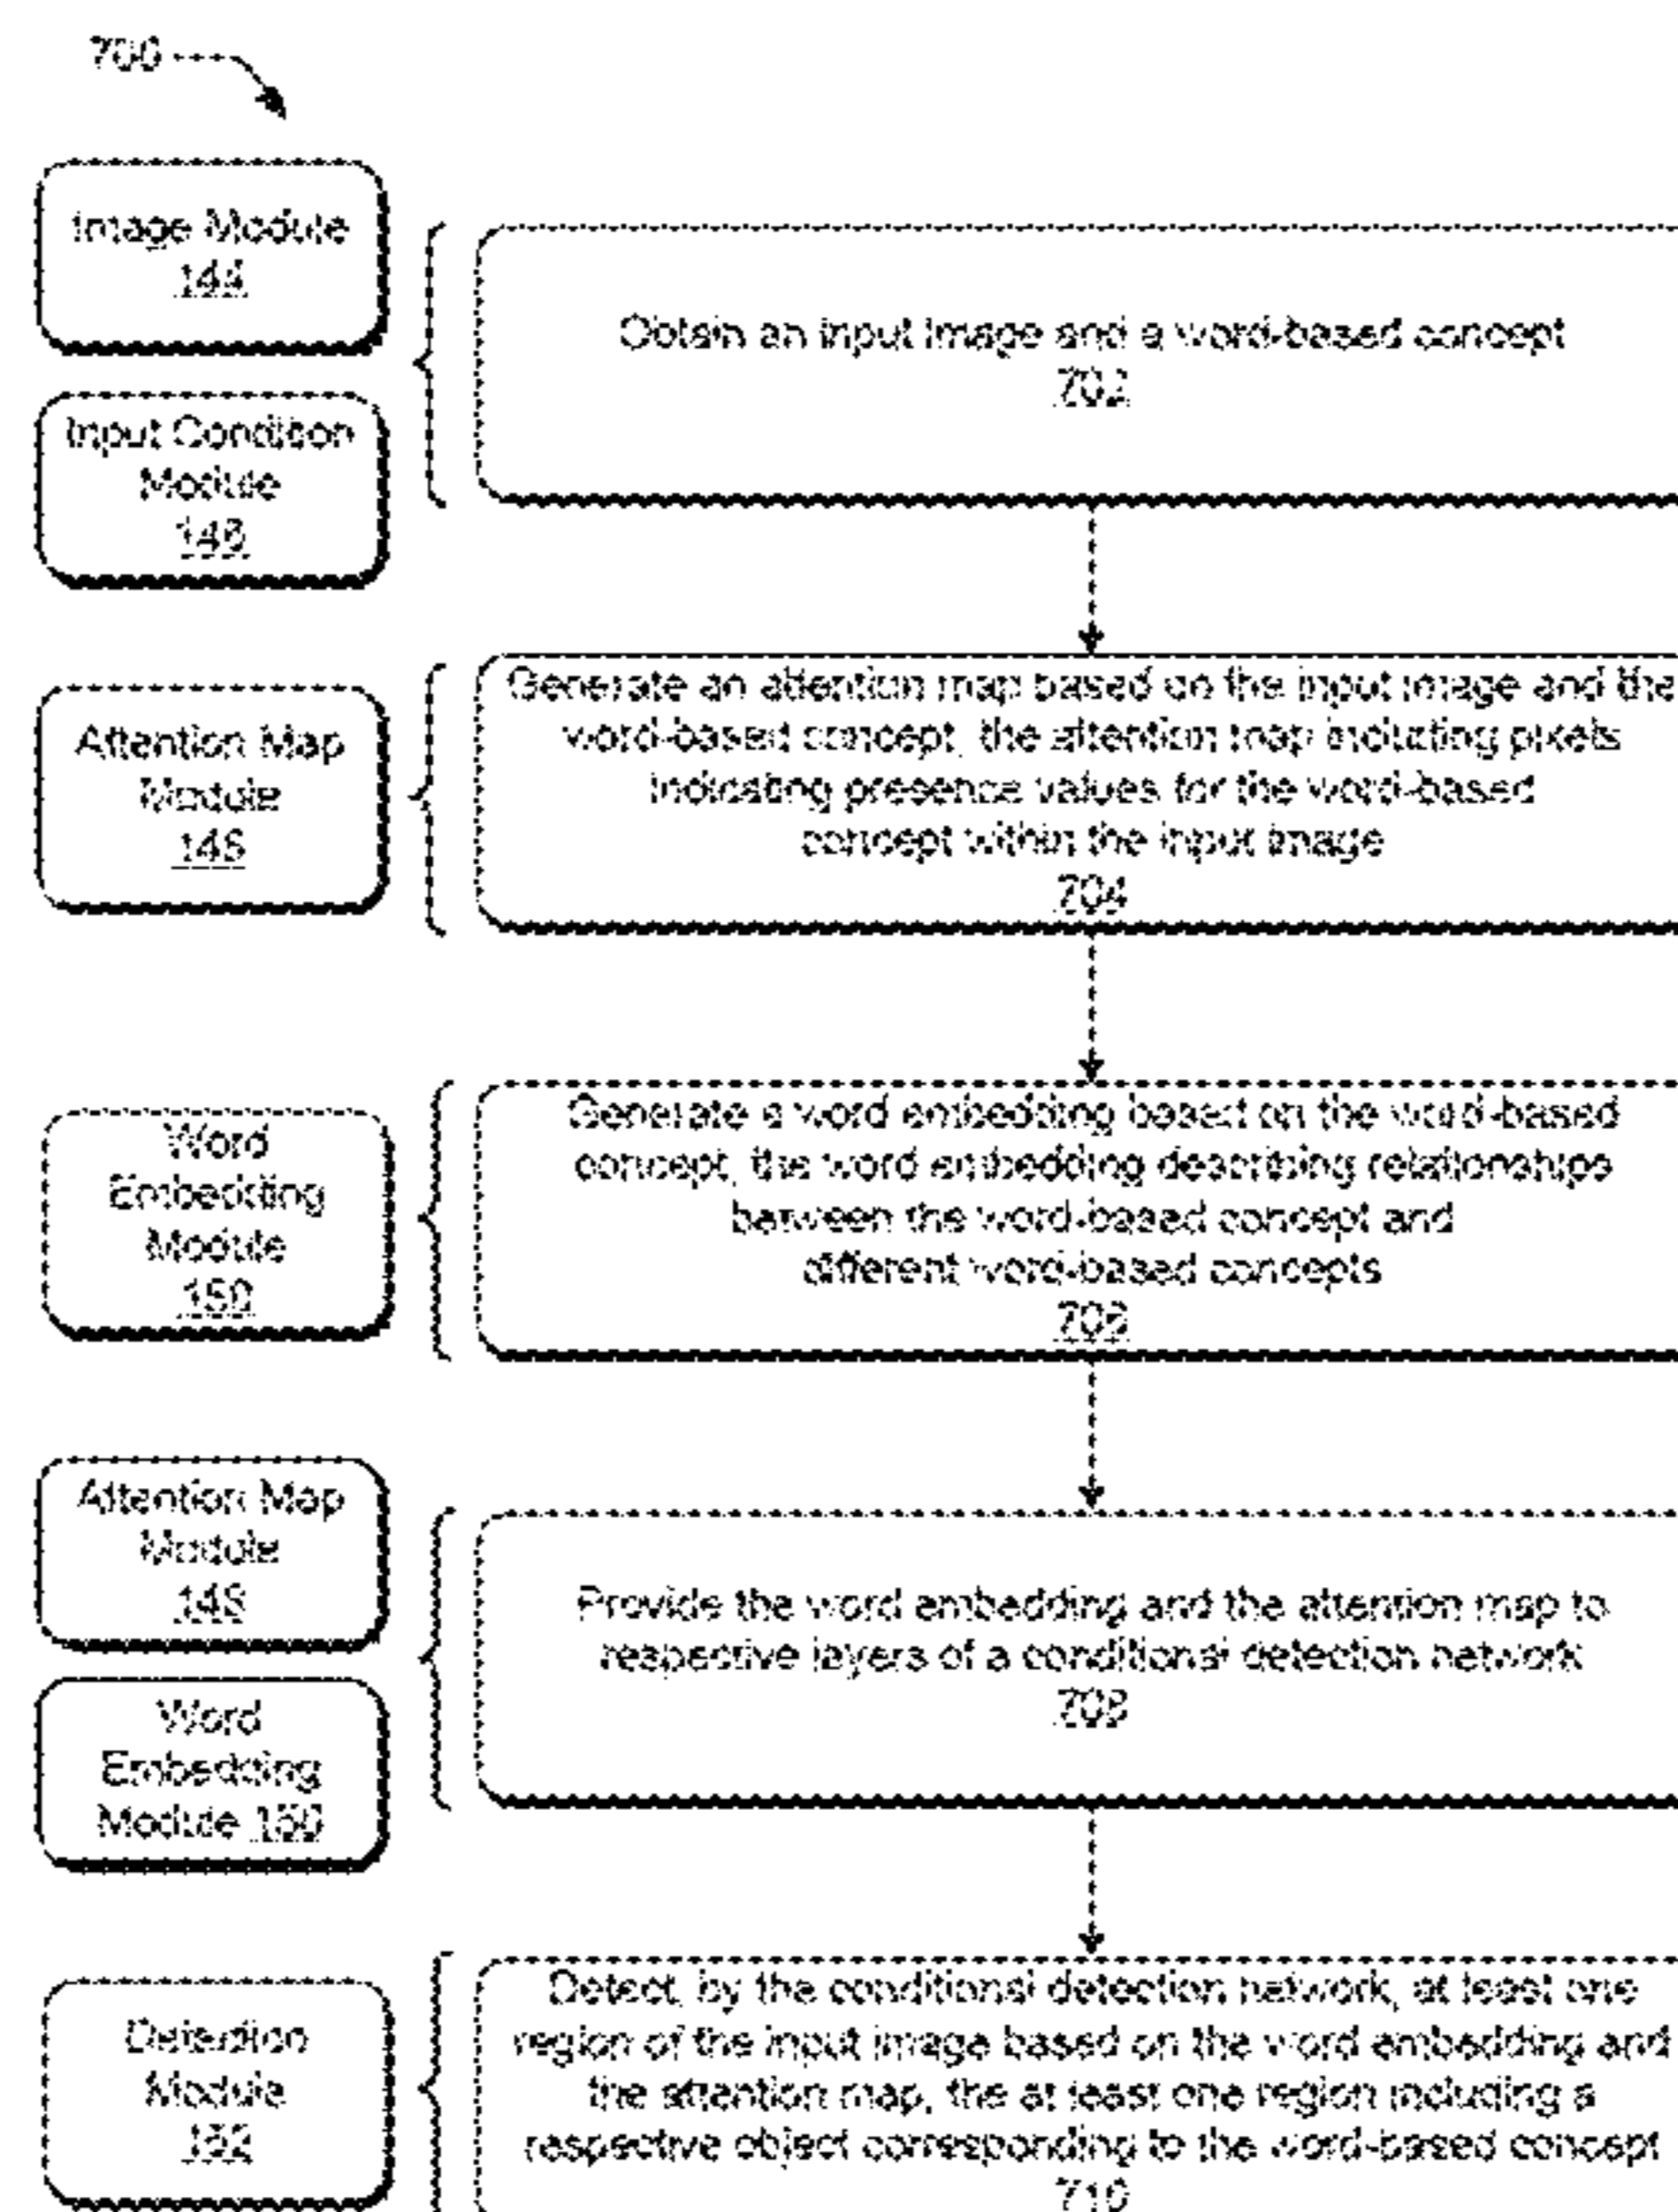 700
Image Module
144
Input Condition
Module
146
Obtain an input image and a word-based concept
702
Attention Map
Module
148
Generate an attention map based on the input image and the
word-based concept, the attention map including pixels
indicating presence values for the word-based
concept within the input image
704
Word
Embedding
Module
150
Generate a word embedding based on the word-based
concept, the word embedding describing relationships
between the word-based concept and
different word-based concepts
706
Attention Map
Module
148
Word
Embedding
Module 150
Provide the word embedding and the attention map to
respective layers of a conditional detection network
708
Detection
Module
152
Detect, by the conditional detection network, at least one
region of the input image based on the word embedding and
the attention map, the at least one region including a
respective object corresponding to the word-based concept
710